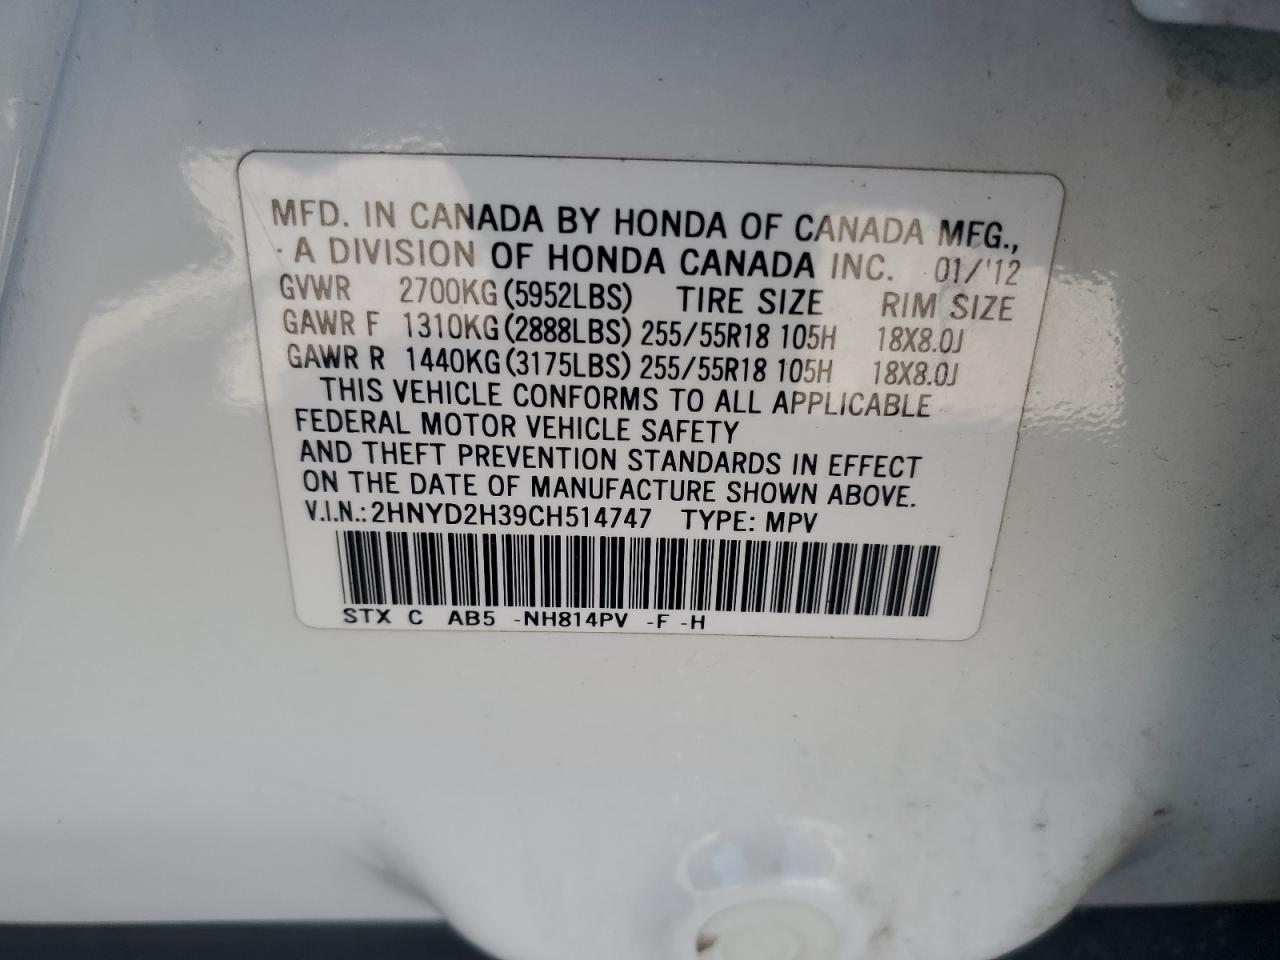 MFD. IN CANADA BY HONDA OF CANADA MFG.,
A DIVISION OF HONDA CANADA INC. 01/'12
GVWR 2700KG (5952LBS) TIRE SIZE RIM SIZE
GAWR F 1310KG (2888LBS) 255/55R18 105H 18X8.0J
GAWR R 1440KG (3175LBS) 255/55R18 105H 18X8.0J
THIS VEHICLE CONFORMS TO ALL APPLICABLE
FEDERAL MOTOR VEHICLE SAFETY
AND THEFT PREVENTION STANDARDS IN EFFECT
ON THE DATE OF MANUFACTURE SHOWN ABOVE.
V.I.N.: 2HNYD2H39CH514747 TYPE: MPV
STX C AB5 -NH814PV -F -H